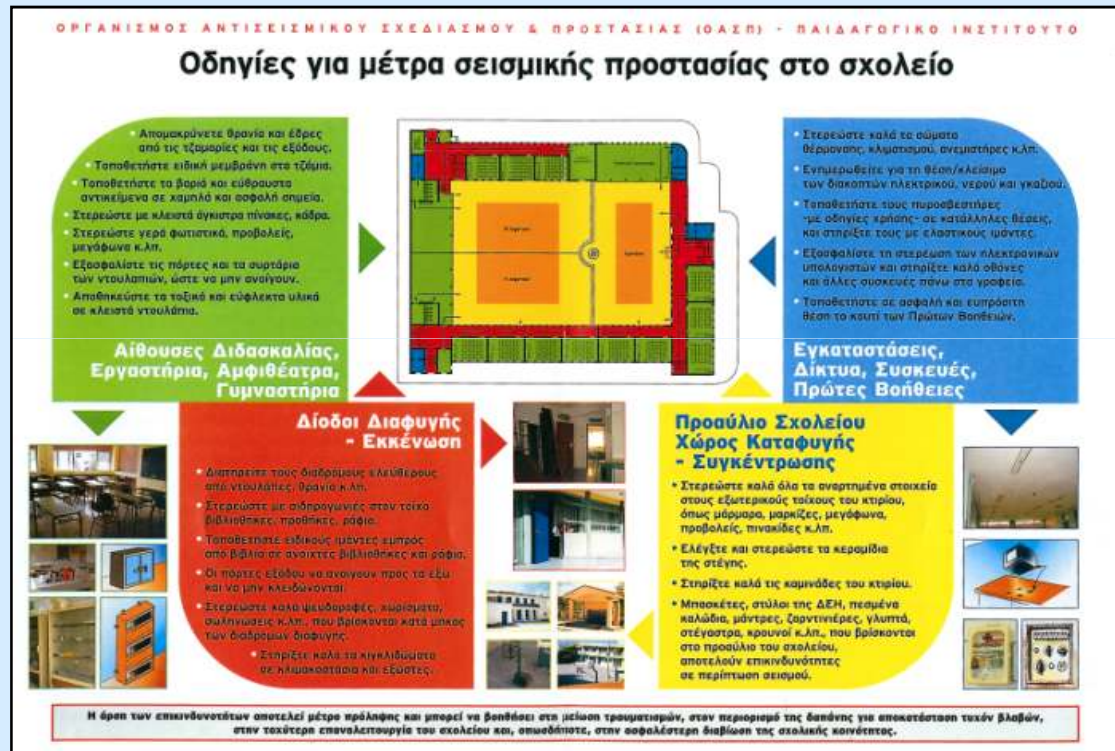 ΟΡΓΑΝΙΣΜΟΣ ΑΝΤΙΣΕΙΣΜΙΚΟΥ ΣΧΕΔΙΑΣΜΟΥ & ΠΡΟΣΤΑΣΙΑΣ (ΟΑΣΠ) - ΠΑΙΔΑΓΩΓΙΚΟ ΙΝΣΤΙΤΟΥΤΟ
Οδηγίες για μέτρα σεισμικής προστασίας στο σχολείο
• Απομακρύνετε θρανία και έδρες
από τις τζαμαρίες και τις εξόδους.
• Τοποθετήστε ειδική μεμβράνη στα τζάμια.
• Τοποθετήστε τα βαριά και εύθραυστα
αντικείμενα σε χαμηλά και ασφαλή σημεία.
• Στερεώστε με κλειστά άγκιστρα πίνακες, κάδρα.
• Στερεώστε γερά φωτιστικά, προβολείς,
μεγάφωνα κ.λπ.
• Εξασφαλίστε τις πόρτες και τα συρτάρια
των ντουλαπιών, ώστε να μην ανοίγουν.
• Αποθηκεύστε τα τοξικά και εύφλεκτα υλικά
σε κλειστά ντουλάπια.
Αίθουσες Διδασκαλίας,
Εργαστήρια, Αμφιθέατρα,
Γυμναστήρια
• Στερεώστε καλά τα σώματα
θέρμανσης, κλιματισμού, ανεμιστήρες κ.λπ.
• Ενημερωθείτε για τη θέση/κλείσιμο
των διακοπτών ηλεκτρικού, νερού και γκαζιού.
• Τοποθετήστε τους πυροσβεστήρες
-με οδηγίες χρήσης- σε κατάλληλες θέσεις,
και στηρίξτε τους με ελαστικούς ιμάντες.
• Εξασφαλίστε τη στερέωση των ηλεκτρονικών
υπολογιστών και στηρίξτε καλά οθόνες
και άλλες συσκευές πάνω στα γραφεία.
• Τοποθετήστε σε ασφαλή και ευπρόσιτη
θέση το κουτί των Πρώτων Βοηθειών.
Εγκαταστάσεις,
Δίκτυα, Συσκευές,
Πρώτες Βοήθειες
Δίοδοι Διαφυγής
- Εκκένωση
• Διατηρείτε τους διαδρόμους ελεύθερους
από ντουλάπες, θρανία κ.λπ.
• Στερεώστε με σιδηρογωνιές στον τοίχο
βιβλιοθήκες, προθήκες, ράφια.
• Τοποθετήστε ειδικούς ιμάντες εμπρός
από βιβλία σε ανοιχτές βιβλιοθήκες και ράφια.
• Οι πόρτες εξόδου να ανοίγουν προς τα έξω
και να μην κλειδώνονται.
• Στερεώστε καλά ψευδοροφές, χωρίσματα,
σωληνώσεις κ.λπ., που βρίσκονται κατά μήκος
των διαδρόμων διαφυγής.
• Στηρίξτε καλά τα κιγκλιδώματα
σε κλιμακοστάσια και εξώστες.
Προαύλιο Σχολείου
Χώρος Καταφυγής
- Συγκέντρωσης
• Στερεώστε καλά όλα τα αναρτημένα στοιχεία
στους εξωτερικούς τοίχους του κτιρίου,
όπως μάρμαρα, μαρκίζες, μεγάφωνα,
προβολείς, πινακίδες κ.λπ.
• Ελέγξτε και στερεώστε τα κεραμίδια
της στέγης.
• Στηρίξτε καλά τις καμινάδες του κτιρίου.
• Μπασκέτες, στύλοι της ΔΕΗ, πεσμένα
καλώδια, μάντρες, ζαρντινιέρες, γλυπτά,
στέγαστρα, κρουνοί κ.λπ., που βρίσκονται
στο προαύλιο του σχολείου,
αποτελούν επικινδυνότητες
σε περίπτωση σεισμού.
Η άρση των επικινδυνοτήτων αποτελεί μέτρο πρόληψης και μπορεί να βοηθήσει στη μείωση τραυματισμών, στον περιορισμό της δαπάνης για αποκατάσταση τυχόν βλαβών,
στην ταχύτερη επαναλειτουργία του σχολείου και, οπωσδήποτε, στην ασφαλέστερη διαβίωση της σχολικής κοινότητας.